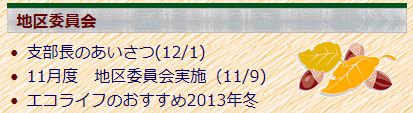 地区委員会
支部長のあいさつ(12/1)
11月度　地区委員会実施（11/9)
エコライフのおすすめ2013年冬